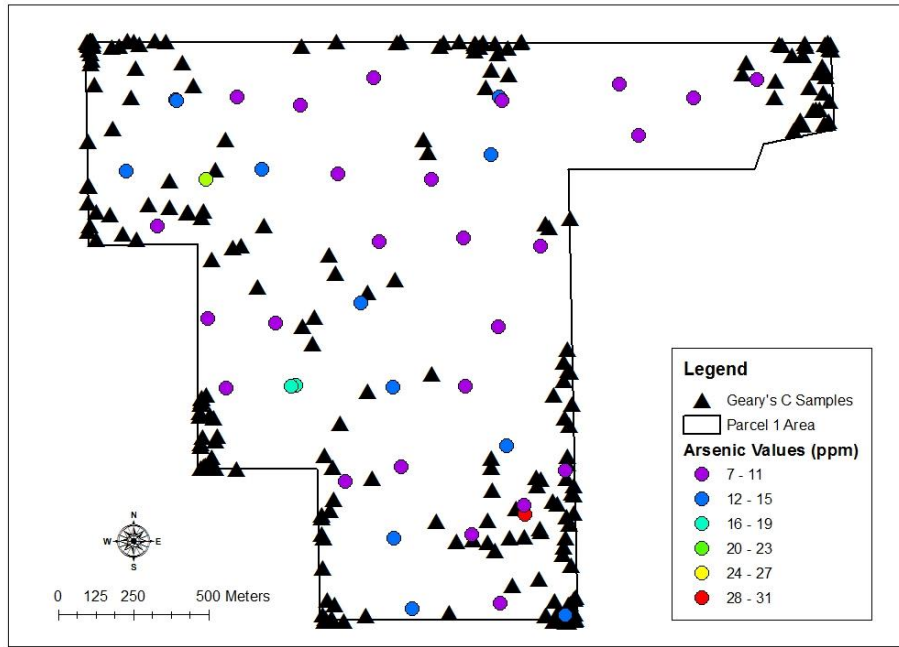 Legend
Geary's C Samples
Parcel 1 Area
Arsenic Values (ppm)
7 - 11
12 - 15
16 - 19
20 - 23
24 - 27
28 - 31
N
W E
S
0 125 250 500 Meters